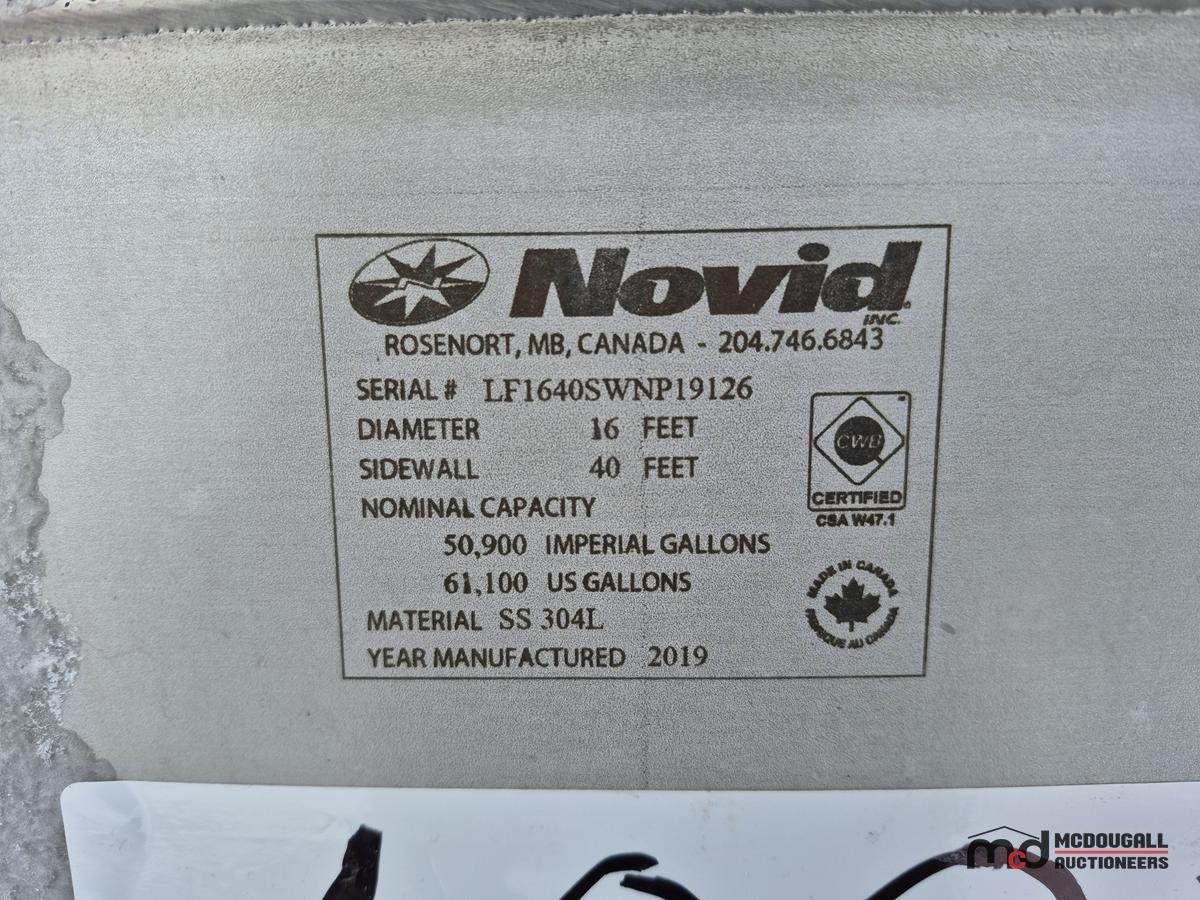 Novid
INC.
ROSENORT, MB, CANADA - 204.746.6843
SERIAL # LF1640SWNP19126
DIAMETER 16 FEET
SIDEWALL 40 FEET
NOMINAL CAPACITY
50,900 IMPERIAL GALLONS
61,100 US GALLONS
MATERIAL SS 304L
YEAR MANUFACTURED 2019
CWB
CERTIFIED
CSA W47.1
MADE IN CANADA
AU CANADA
mcd
MCDOUGALL
AUCTIONEERS